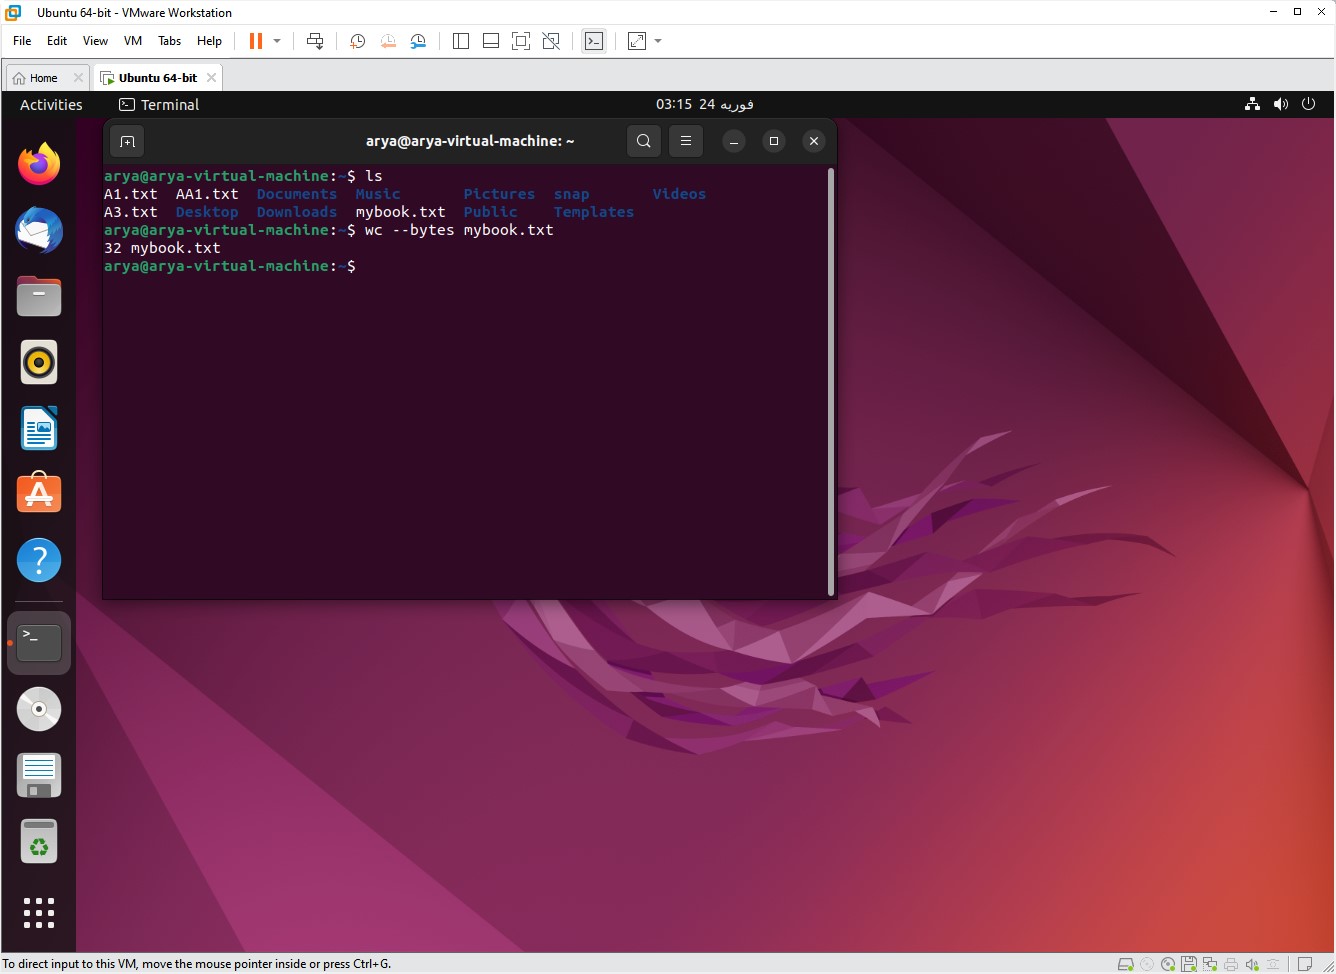 Ubuntu 64-bit - VMware Workstation
File Edit View VM Tabs Help
Home Ubuntu 64-bit
Activities Terminal 03:15 24 فوریه
arya@arya-virtual-machine: ~
arya@arya-virtual-machine:~$ ls
A1.txt AA1.txt Documents Music Pictures snap Videos
A3.txt Desktop Downloads mybook.txt Public Templates
arya@arya-virtual-machine:~$ wc --bytes mybook.txt
32 mybook.txt
arya@arya-virtual-machine:~$
To direct input to this VM, move the mouse pointer inside or press Ctrl+G.